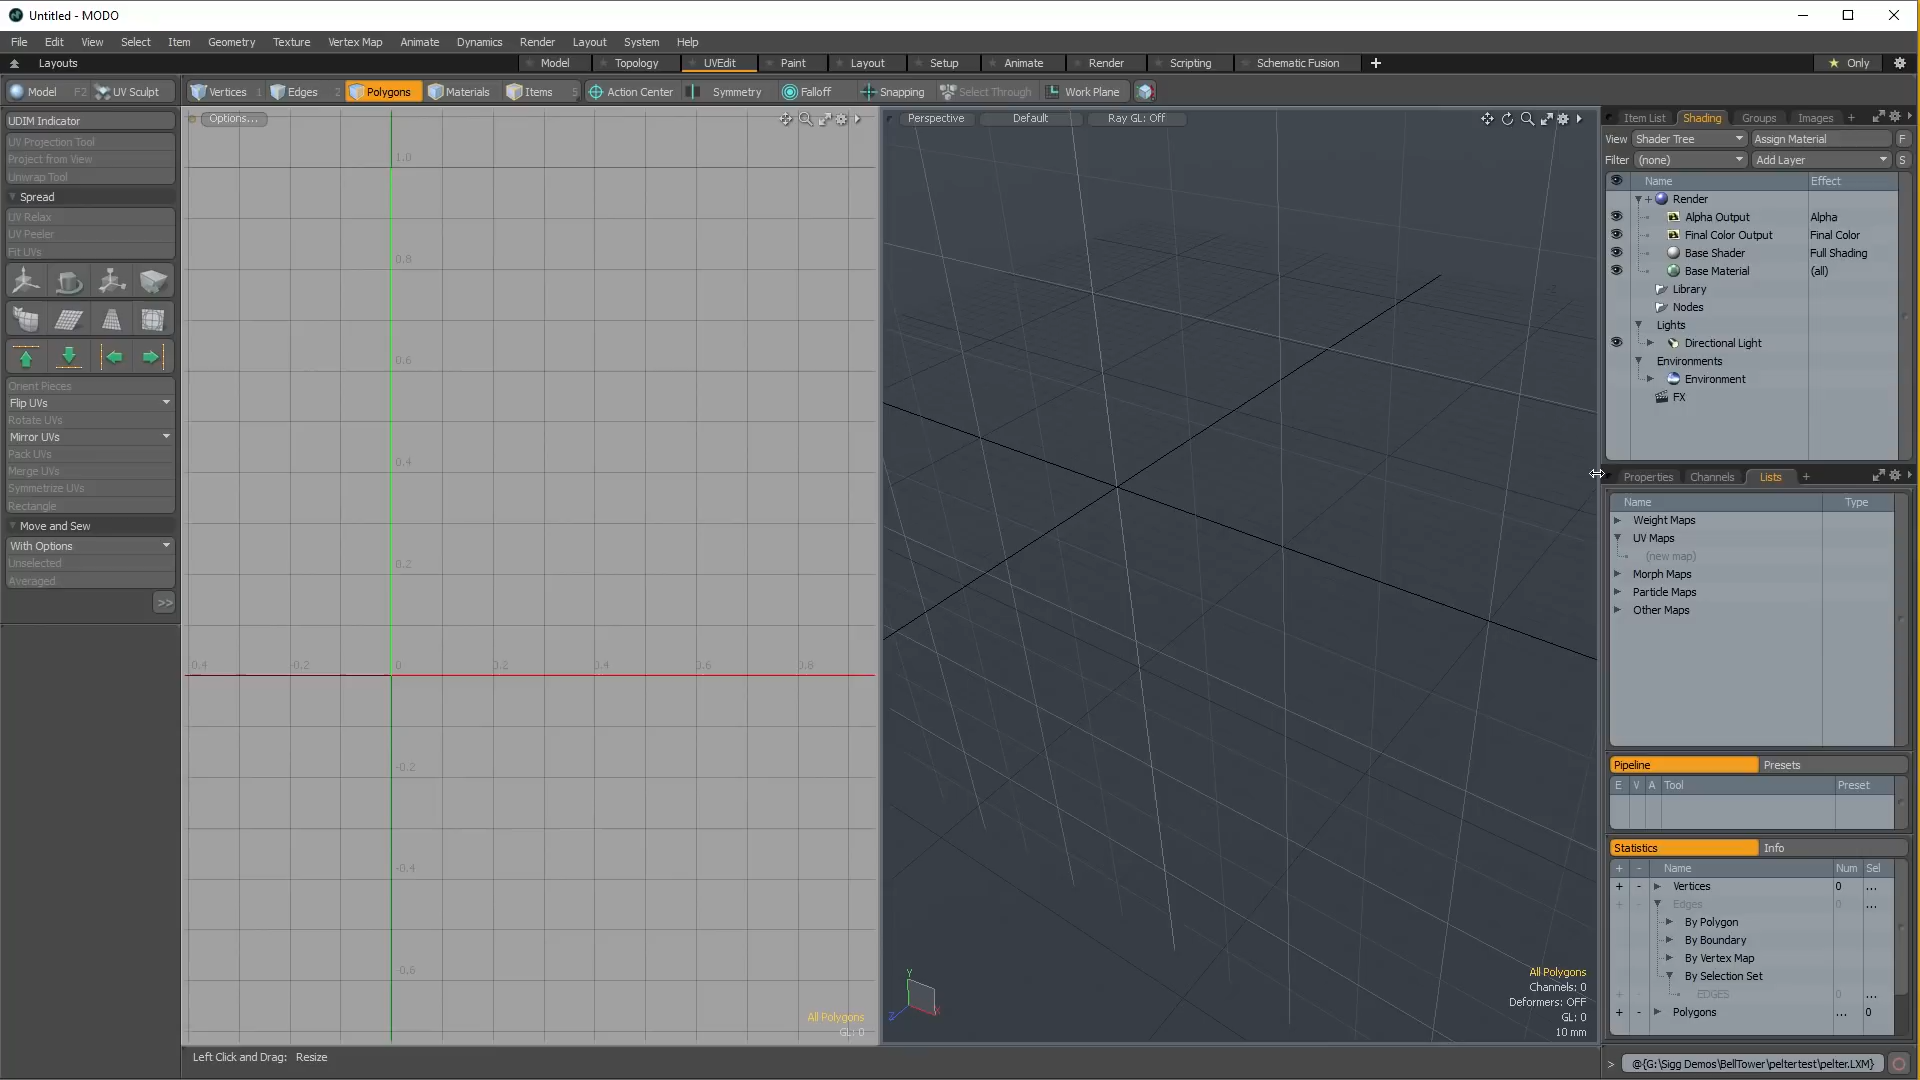 Untitled - MODO
File Edit View Select Item Geometry Texture Vertex Map Animate Dynamics Render Layout System Help
Layouts Model Topology UVEdit Paint Layout Setup Animate Render Scripting Schematic Fusion + Only
Model F2 UV Sculpt Vertices 1 Edges 2 Polygons Materials Items 5 Action Center Symmetry Falloff Snapping Select Through Work Plane
UDIM Indicator
UV Projection Tool
Project from View
Unwrap Tool
Spread
UV Relax
UV Peeler
Fit UVs
Orient Pieces
Flip UVs
Rotate UVs
Mirror UVs
Pack UVs
Merge UVs
Symmetrize UVs
Rectangle
Move and Sew
With Options
Unselected
Averaged
>>
Options...
1.0
0.8
0.6
0.4
0.2
0.4 -0.2 0 0.2 0.4 0.6 0.8
-0.2
-0.4
-0.6
All Polygons
GL: 0
Perspective Default Ray GL: Off
Y
Z X
All Polygons
Channels: 0
Deformers: OFF
GL: 0
10 mm
Item List Shading Groups Images +
View Shader Tree Assign Material F
Filter (none) Add Layer S
Name Effect
+ Render
Alpha Output Alpha
Final Color Output Final Color
Base Shader Full Shading
Base Material (all)
Library
Nodes
Lights
Directional Light
Environments
Environment
FX
Properties Channels Lists +
Name Type
Weight Maps
UV Maps
(new map)
Morph Maps
Particle Maps
Other Maps
Pipeline Presets
E V A Tool Preset
Statistics Info
+ - Name Num Sel
+ - Vertices 0 ...
+ - Edges 0 ...
By Polygon
By Boundary
By Vertex Map
By Selection Set
+ - EDGES 0 ...
+ - Polygons ... 0
Left Click and Drag: Resize
> @{G:\Sigg Demos\BellTower\peltertest\pelter.LXM}